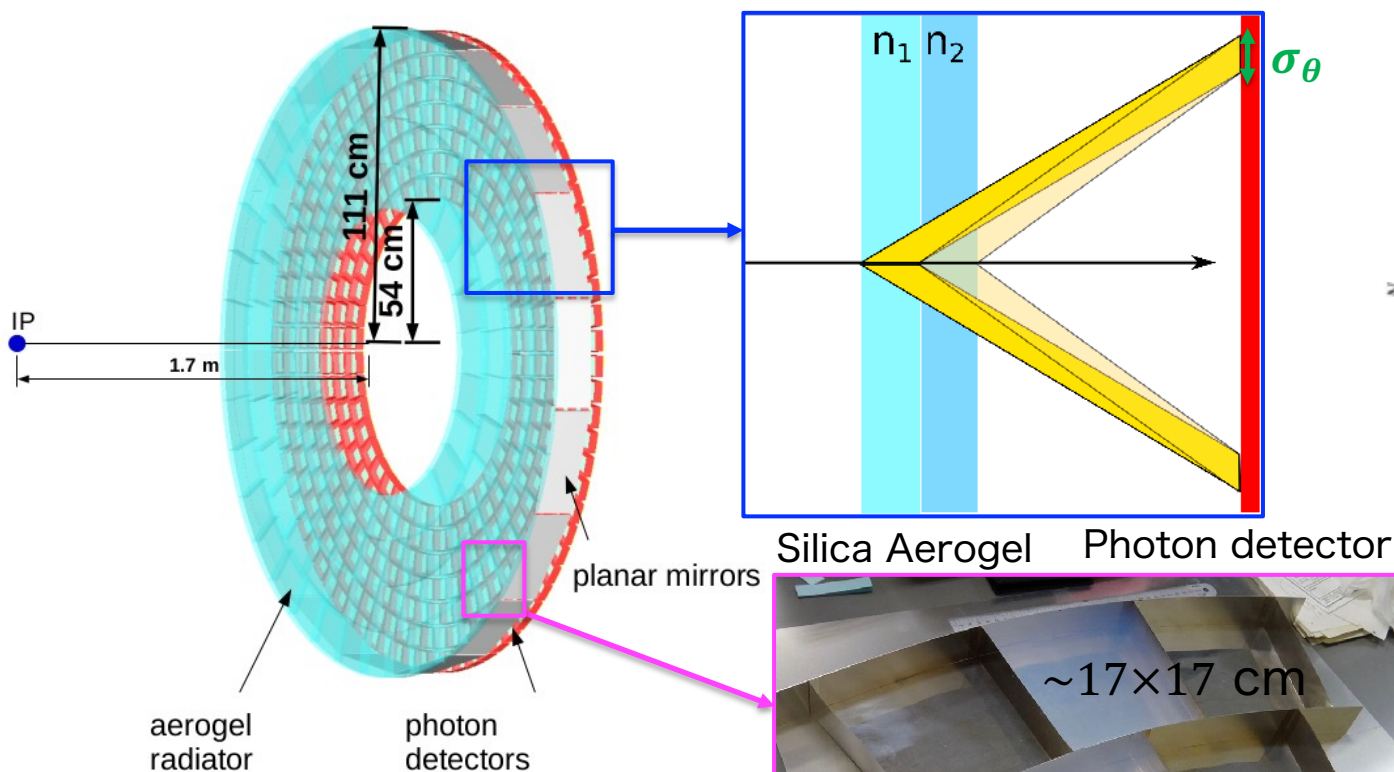 IP
1.7 m
111 cm
54 cm
aerogel
radiator
photon
detectors
planar mirrors
n₁ n₂
σ_θ
Silica Aerogel
Photon detector
~17×17 cm